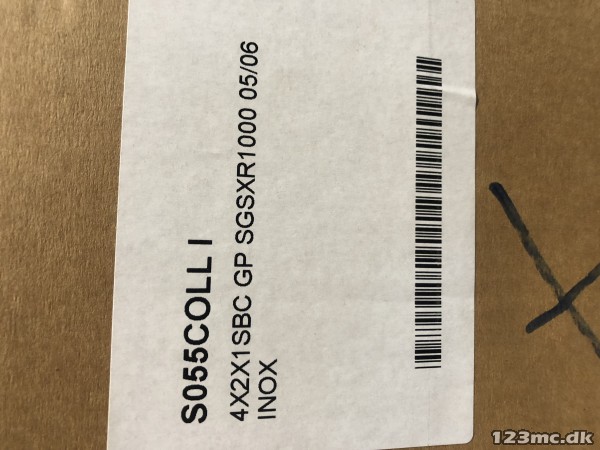 S055COLL I
4X2X1SBC GP SGSXR1000 05/06
INOX
123mc.dk